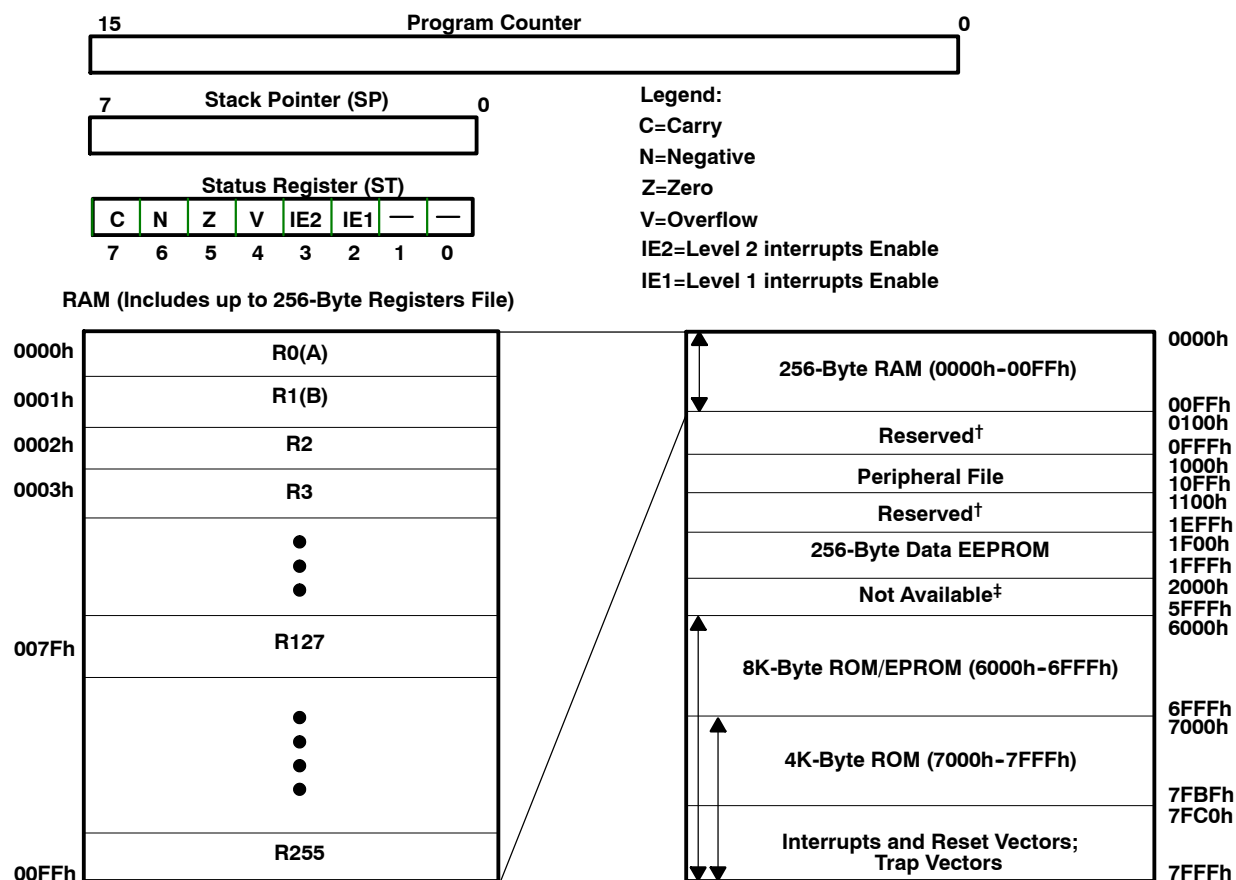 15 Program Counter 0
7 Stack Pointer (SP) 0
Status Register (ST)
C N Z V IE2 IE1 — —
7 6 5 4 3 2 1 0
Legend:
C=Carry
N=Negative
Z=Zero
V=Overflow
IE2=Level 2 interrupts Enable
IE1=Level 1 interrupts Enable
RAM (Includes up to 256-Byte Registers File)
0000h R0(A)
0001h R1(B)
0002h R2
0003h R3
007Fh R127
R255
00FFh
0000h
256-Byte RAM (0000h-00FFh)
00FFh
0100h
Reserved†
0FFFh
1000h
Peripheral File
10FFh
1100h
Reserved†
1EFFh
256-Byte Data EEPROM
1F00h
1FFFh
2000h
Not Available‡
5FFFh
6000h
8K-Byte ROM/EPROM (6000h-6FFFh)
6FFFh
7000h
4K-Byte ROM (7000h-7FFFh)
7FBFh
7FC0h
Interrupts and Reset Vectors;
Trap Vectors
7FFFh